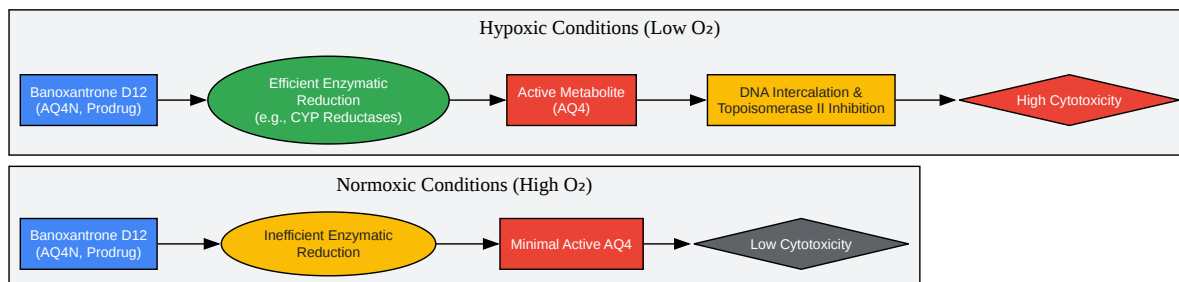 Hypoxic Conditions (Low O₂)
Banoxantrone D12
(AQ4N, Prodrug)
Efficient Enzymatic
Reduction
(e.g., CYP Reductases)
Active Metabolite
(AQ4)
DNA Intercalation &
Topoisomerase II Inhibition
High Cytotoxicity
Normoxic Conditions (High O₂)
Banoxantrone D12
(AQ4N, Prodrug)
Inefficient Enzymatic
Reduction
Minimal Active AQ4
Low Cytotoxicity